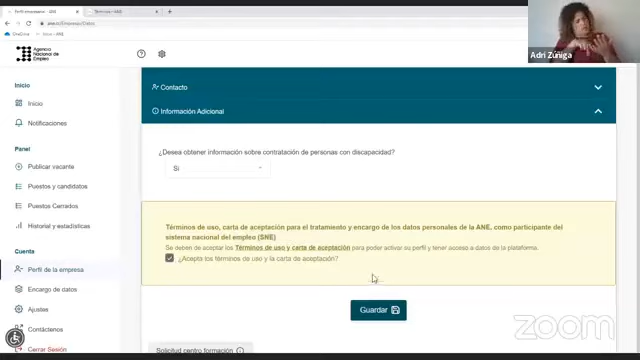 Perfil empresarial - ANE
Términos - ANE
ane.cr/Empresas/Datos
Agencia
Nacional de
Empleo
Adri Zúñiga
Inicio
Inicio
Notificaciones
Panel
Publicar vacante
Puestos y candidatos
Puestos Cerrados
Historial y estadísticas
Cuenta
Perfil de la empresa
Encargo de datos
Ajustes
Contáctenos
Cerrar Sesión
Contacto
Información Adicional
¿Desea obtener información sobre contratación de personas con discapacidad?
Si
Términos de uso, carta de aceptación para el tratamiento y encargo de los datos personales de la ANE, como participante del
sistema nacional del empleo (SNE)
Se deben de aceptar los Términos de uso y carta de aceptación para poder activar su perfil y tener acceso a datos de la plataforma.
¿Acepta los términos de uso y la carta de aceptación?
Guardar
Solicitud centro formación
zoom